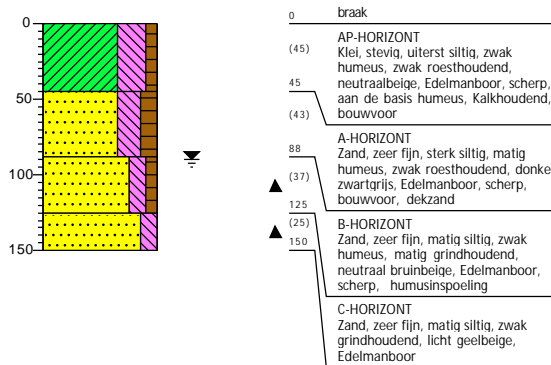 0
50
100
150
0
braak
(45)
AP-HORIZONT
Klei, stevig, uiterst siltig, zwak
humeus, zwak roesthoudend,
neutraalbeige, Edelmanboor, scherp,
aan de basis humeus, Kalkhoudend,
bouwvoor
45
(43)
A-HORIZONT
Zand, zeer fijn, sterk siltig, matig
humeus, zwak roesthoudend, donke
zwartgrijs, Edelmanboor, scherp,
bouwvoor, dekzand
88
(37)
125
B-HORIZONT
Zand, zeer fijn, matig siltig, zwak
humeus, matig grindhoudend,
neutraal bruinbeige, Edelmanboor,
scherp, humusinspoeling
(25)
150
C-HORIZONT
Zand, zeer fijn, matig siltig, zwak
grindhoudend, licht geelbeige,
Edelmanboor